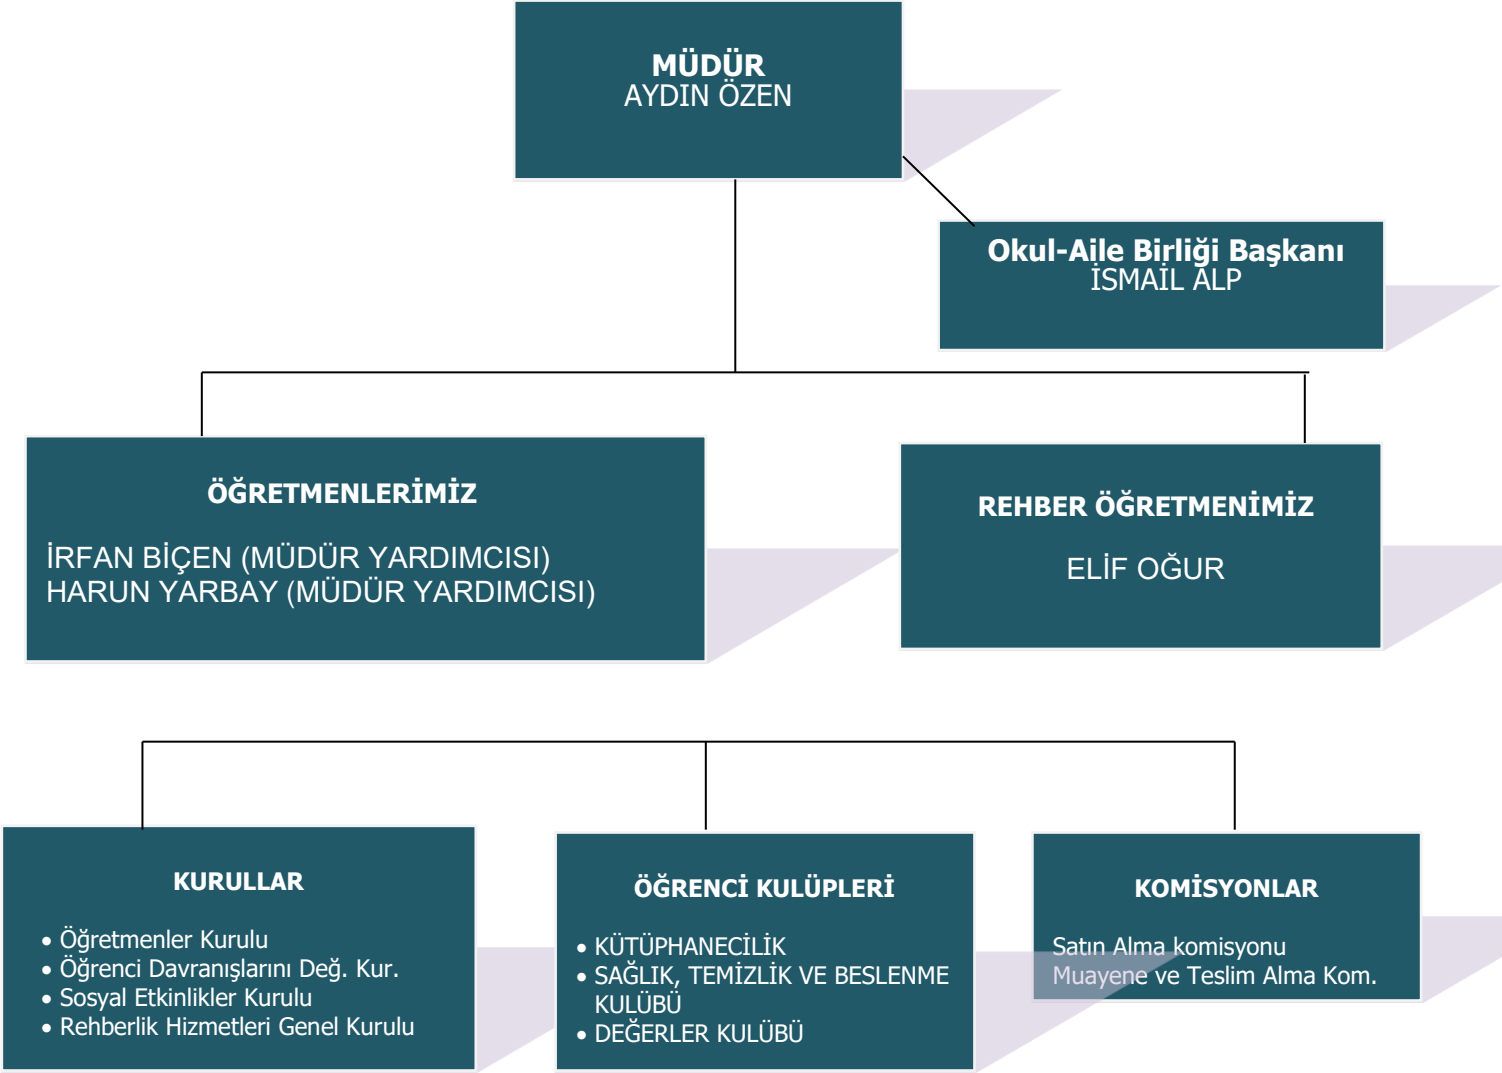 MÜDÜR
AYDIN ÖZEN
Okul-Aile Birliği Başkanı
İSMAİL ALP
ÖĞRETMENLERİMİZ
İRFAN BİÇEN (MÜDÜR YARDIMCISI)
HARUN YARBAY (MÜDÜR YARDIMCISI)
REHBER ÖĞRETMENİMİZ
ELİF OĞUR
KURULLAR
• Öğretmenler Kurulu
• Öğrenci Davranışlarını Değ. Kur.
• Sosyal Etkinlikler Kurulu
• Rehberlik Hizmetleri Genel Kurulu
ÖĞRENCİ KULÜPLERİ
• KÜTÜPHANECİLİK
• SAĞLIK, TEMİZLİK VE BESLENME
KULÜBÜ
• DEĞERLER KULÜBÜ
KOMİSYONLAR
Satın Alma komisyonu
Muayene ve Teslim Alma Kom.